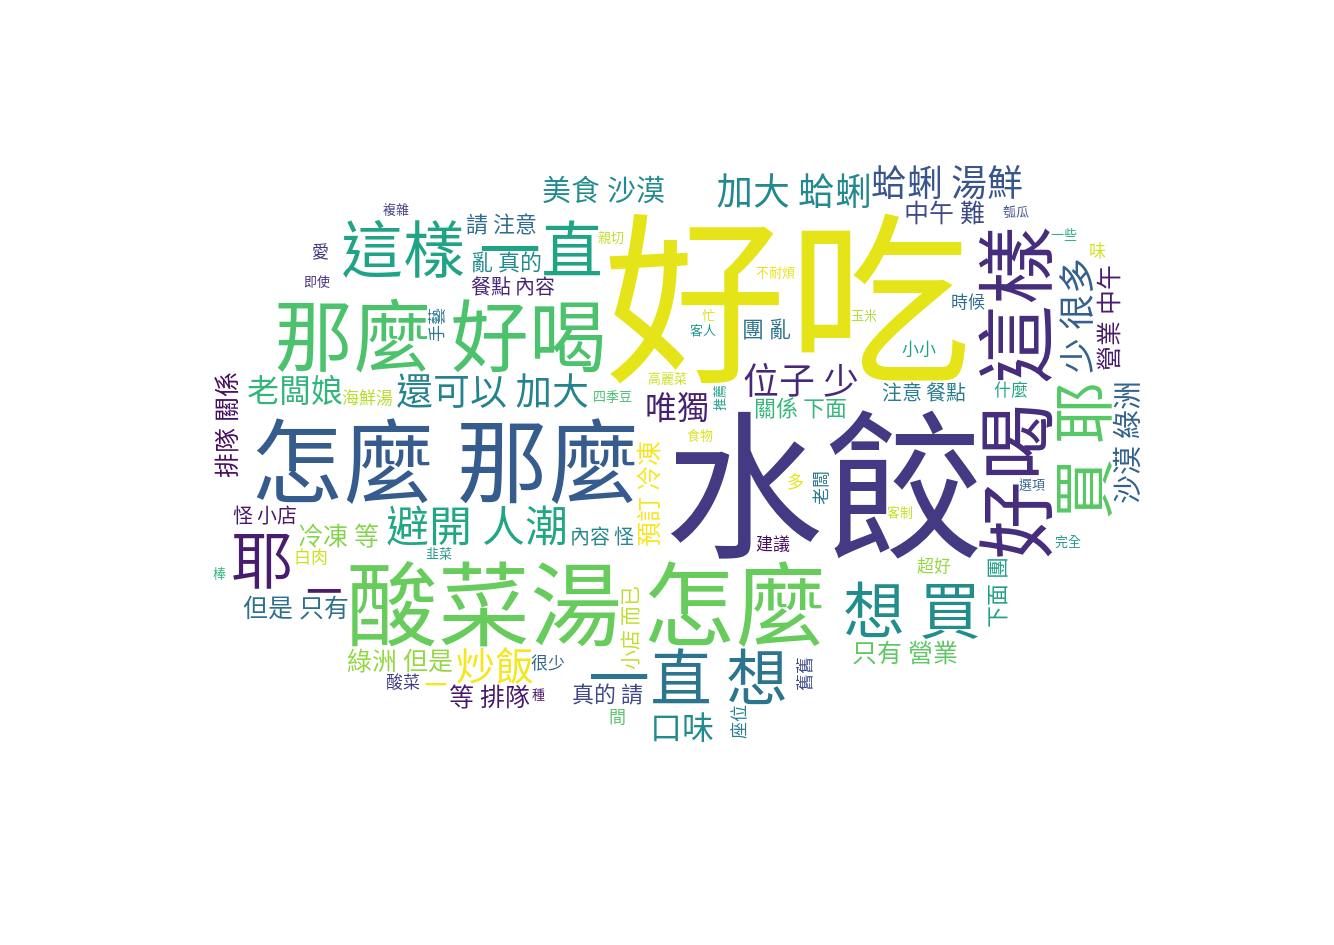 蛤蜊 湯鮮
美食 沙漠
加大 蛤蜊
複雜
中午 難
瓠瓜
請 注意
這樣 一直
親切
好吃
一些
愛
亂 真的
味
即使
餐點 內容
不耐煩
這樣 好喝
少 很多
營業 中午
時候
那麼 好喝
手藝
忙
客人
團 亂
玉米
小小
位子 少
老闆娘
海鮮湯
還可以 加大
高麗菜
四季豆
推薦
注意 餐點
什麼
唯獨
關係 下面
買 耶
沙漠 綠洲
排隊 關係
怎麼 那麼
食物
水餃
預訂 冷凍
多
老闆
選項
客制
怪 小店
冷凍 等
避開 人潮
內容 怪
建議
完全
耶 一
白肉
韭菜
超好
棒
酸菜湯 怎麼
下面 團
但是 只有
小店 而已
想 買
綠洲 但是
炒飯
很少
一直 想
舊舊
只有 營業
酸菜
一
等 排隊
種
真的 請
間
口味
座位